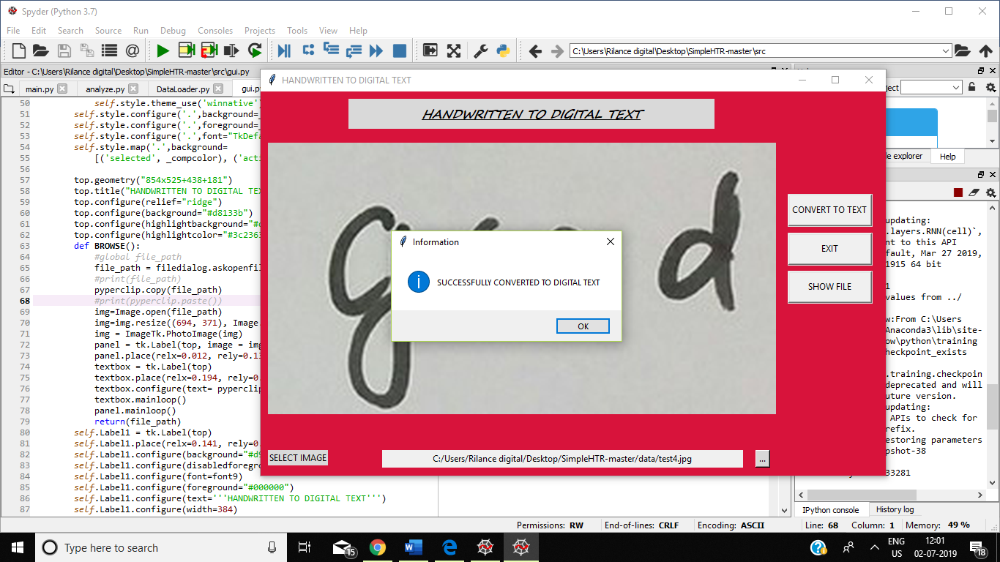 Spyder (Python 3.7)
File Edit Search Source Run Debug Consoles Projects Tools View Help
C:\Users\Rilance digital\Desktop\SimpleHTR-master\src
Editor - C:\Users\Rilance digital\Desktop\SimpleHTR-master\src\gui.py
main.py analyze.py DataLoader.py gui.py
50 self.style.theme_use('winnative')
51 self.style.configure('.',background=
52 self.style.configure('.',foreground=
53 self.style.configure('.',font="TkDefa
54 self.style.map('.',background=
55 [('selected', _compcolor), ('acti
56
57 top.geometry("854x525+438+181")
58 top.title("HANDWRITTEN TO DIGITAL TEX
59 top.configure(relief="ridge")
60 top.configure(background="#d8133b")
61 top.configure(highlightbackground="#d
62 top.configure(highlightcolor="#3c2363
63 def BROWSE():
64 #global file_path
65 file_path = filedialog.askopenfil
66 #print(file_path)
67 pyperclip.copy(file_path)
68 #print(pyperclip.paste())
69 img=Image.open(file_path)
70 img=img.resize((694, 371), Image.
71 img = ImageTk.PhotoImage(img)
72 panel = tk.Label(top, image = img
73 panel.place(relx=0.012, rely=0.13
74 textbox = tk.Label(top)
75 textbox.place(relx=0.194, rely=0.
76 textbox.configure(text= pyperclip
77 textbox.mainloop()
78 panel.mainloop()
79 return(file_path)
80 self.Label1 = tk.Label(top)
81 self.Label1.place(relx=0.141, rely=0.
82 self.Label1.configure(background="#d9
83 self.Label1.configure(disabledforegro
84 self.Label1.configure(font=font9)
85 self.Label1.configure(foreground="#000000")
86 self.Label1.configure(text='''HANDWRITTEN TO DIGITAL TEXT''')
87 self.Label1.configure(width=384)
HANDWRITTEN TO DIGITAL TEXT
HANDWRITTEN TO DIGITAL TEXT
g d
Information
SUCCESSFULLY CONVERTED TO DIGITAL TEXT
OK
CONVERT TO TEXT
EXIT
SHOW FILE
SELECT IMAGE
C:/Users/Rilance digital/Desktop/SimpleHTR-master/data/test4.jpg
...
ject
le explorer Help
updating:
.layers.RNN(cell)`,
nt to this API
fault, Mar 27 2019,
1915 64 bit
1
values from ../
w:From C:\Users
Anaconda3\lib\site-
ow\python\training
heckpoint_exists
.training.checkpoin
deprecated and will
uture version.
updating:
APIs to check for
refix.
estoring parameters
pshot-38
33281
IPython console History log
Permissions: RW End-of-lines: CRLF Encoding: ASCII Line: 68 Column: 1 Memory: 49 %
Type here to search
15
ENG
US
12:01
02-07-2019
18